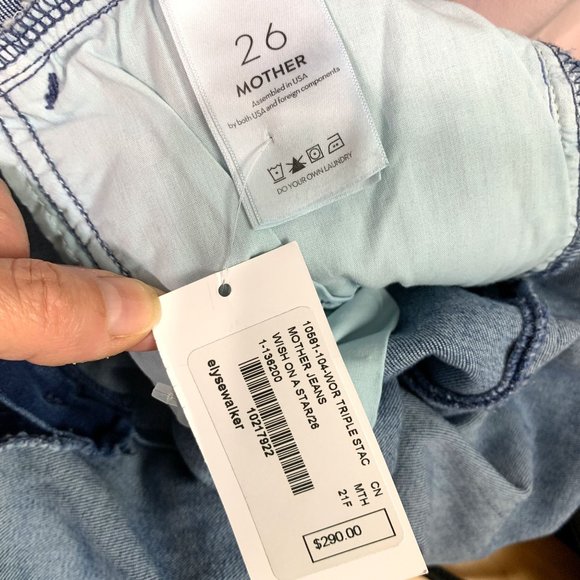 26
MOTHER
Assembled in USA
by both USA and foreign components
DO YOUR OWN LAUNDRY
10581-104-WOR TRIPLE STAC CN
MOTHER JEANS MTH
WISH ON A STAR/26 21F
1-136200
10217922
elysewalker
$290.00